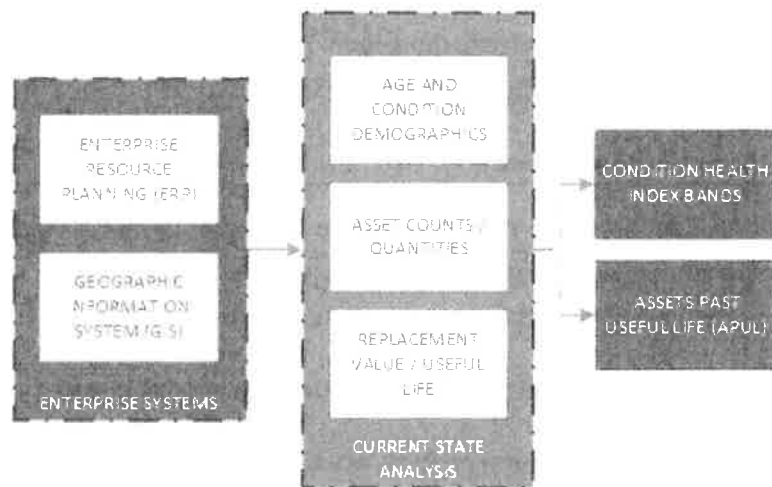 ENTERPRISE
RESOURCE
PLANNING (ERP)
GEOGRAPHIC
INFORMATION
SYSTEM (GIS)
ENTERPRISE SYSTEMS
AGE AND
CONDITION
DEMOGRAPHICS
ASSET COUNTS /
QUANTITIES
REPLACEMENT
VALUE / USEFUL
LIFE
CURRENT STATE
ANALYSIS
CONDITION HEALTH
INDEX BANDS
ASSETS PAST
USEFUL LIFE (APUL)